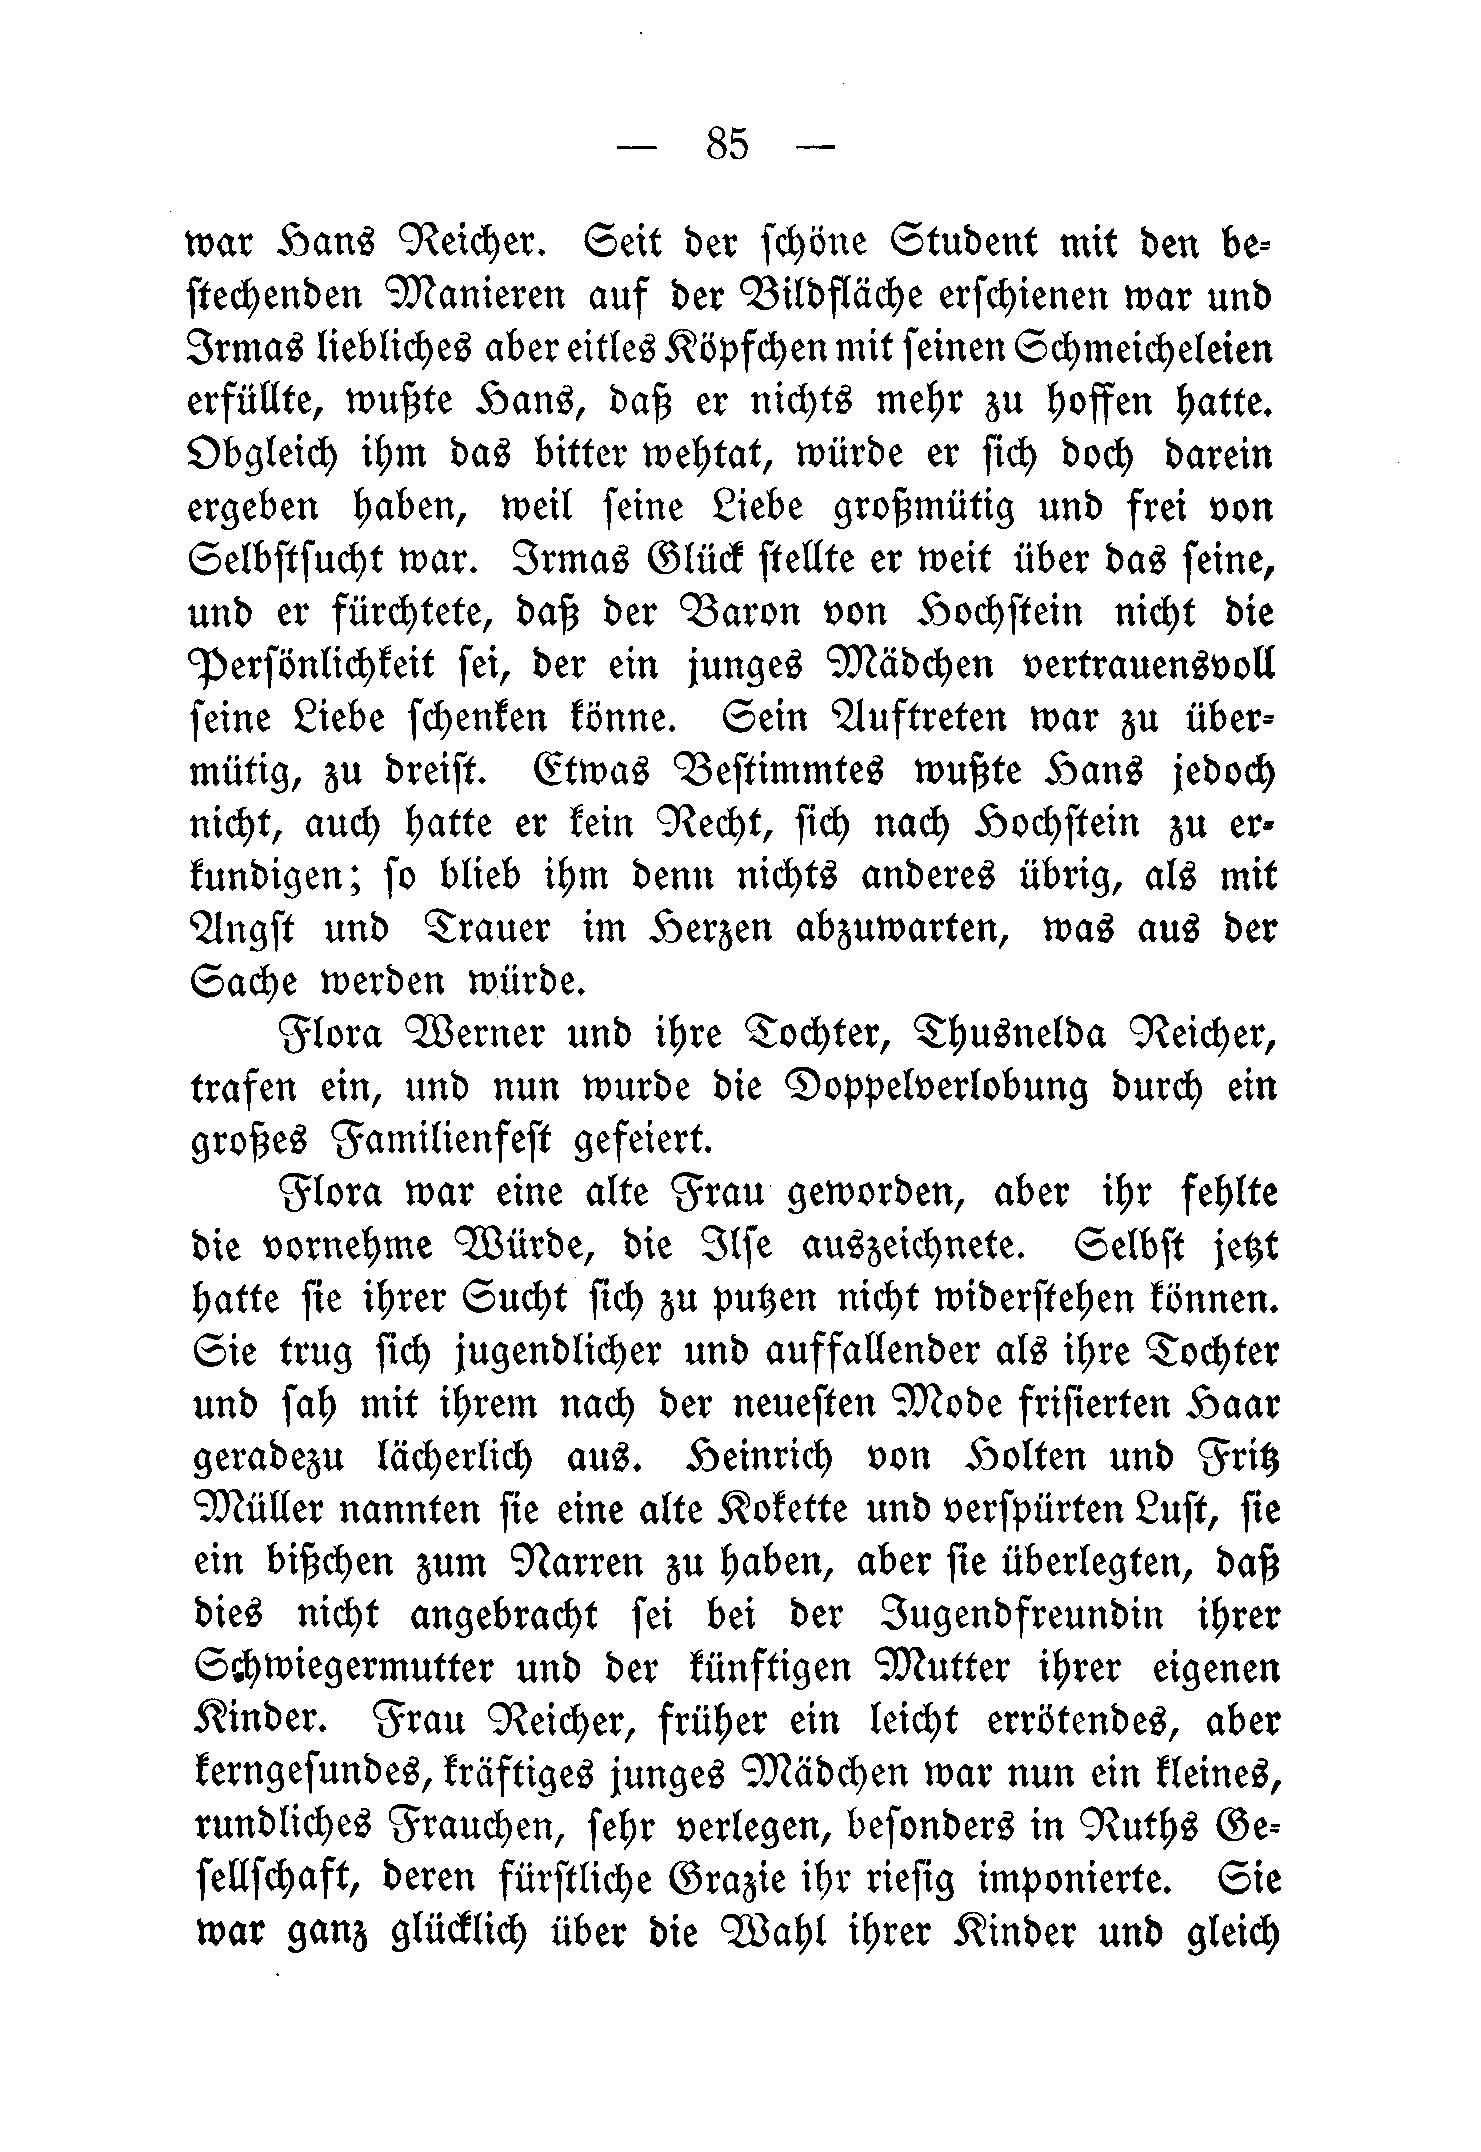 — 85 —
war Hans Reicher. Seit der schöne Student mit den be-
stechenden Manieren auf der Bildfläche erschienen war und
Irmas liebliches aber eitles Köpfchen mit seinen Schmeicheleien
erfüllte, wußte Hans, daß er nichts mehr zu hoffen hatte.
Obgleich ihm das bitter wehtat, würde er sich doch darein
ergeben haben, weil seine Liebe großmütig und frei von
Selbstsucht war. Irmas Glück stellte er weit über das seine,
und er fürchtete, daß der Baron von Hochstein nicht die
Persönlichkeit sei, der ein junges Mädchen vertrauensvoll
seine Liebe schenken könne. Sein Auftreten war zu über-
mütig, zu dreist. Etwas Bestimmtes wußte Hans jedoch
nicht, auch hatte er kein Recht, sich nach Hochstein zu er-
kundigen; so blieb ihm denn nichts anderes übrig, als mit
Angst und Trauer im Herzen abzuwarten, was aus der
Sache werden würde.
Flora Werner und ihre Tochter, Thusnelda Reicher,
trafen ein, und nun wurde die Doppelverlobung durch ein
großes Familienfest gefeiert.
Flora war eine alte Frau geworden, aber ihr fehlte
die vornehme Würde, die Ilse auszeichnete. Selbst jetzt
hatte sie ihrer Sucht sich zu putzen nicht widerstehen können.
Sie trug sich jugendlicher und auffallender als ihre Tochter
und sah mit ihrem nach der neuesten Mode frisierten Haar
geradezu lächerlich aus. Heinrich von Holten und Fritz
Müller nannten sie eine alte Kokette und verspürten Lust, sie
ein bißchen zum Narren zu haben, aber sie überlegten, daß
dies nicht angebracht sei bei der Jugendfreundin ihrer
Schwiegermutter und der künftigen Mutter ihrer eigenen
Kinder. Frau Reicher, früher ein leicht errötendes, aber
kerngesundes, kräftiges junges Mädchen war nun ein kleines,
rundliches Frauchen, sehr verlegen, besonders in Ruths Ge-
sellschaft, deren fürstliche Grazie ihr riesig imponierte. Sie
war ganz glücklich über die Wahl ihrer Kinder und gleich